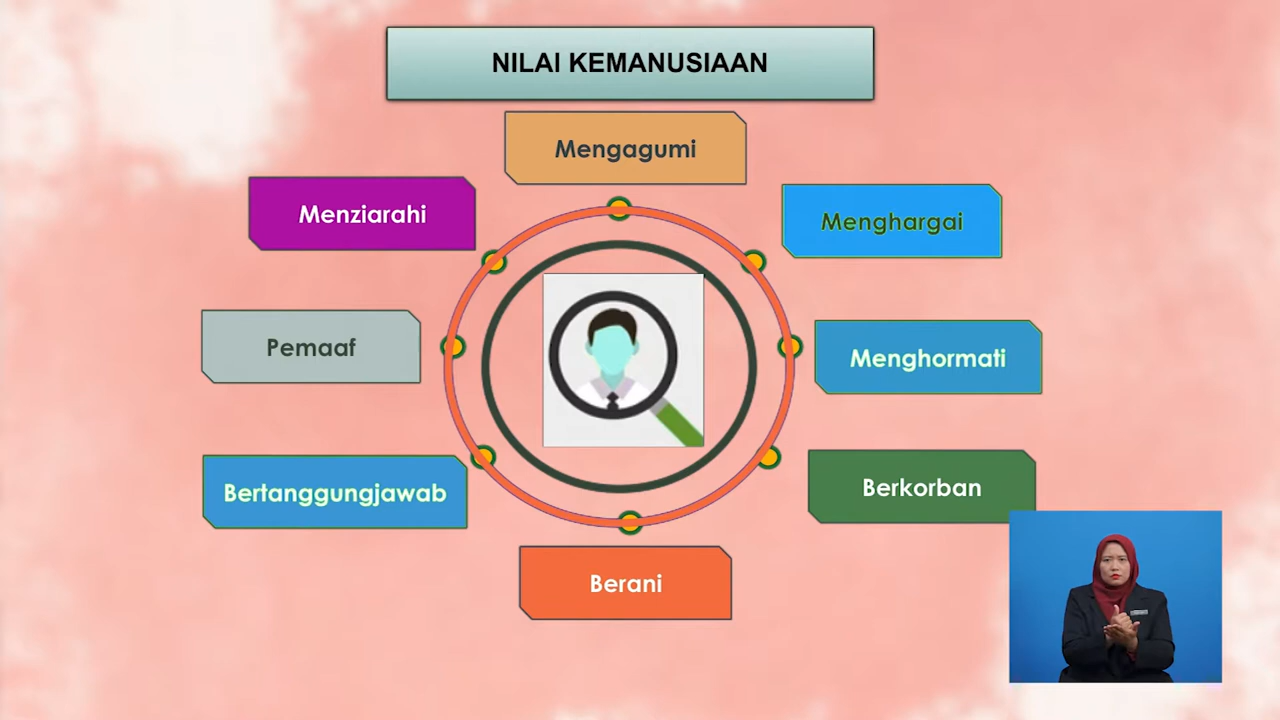 NILAI KEMANUSIAAN
Mengagumi
Menziarahi
Menghargai
Pemaaf
Menghormati
Bertanggungjawab
Berkorban
Berani